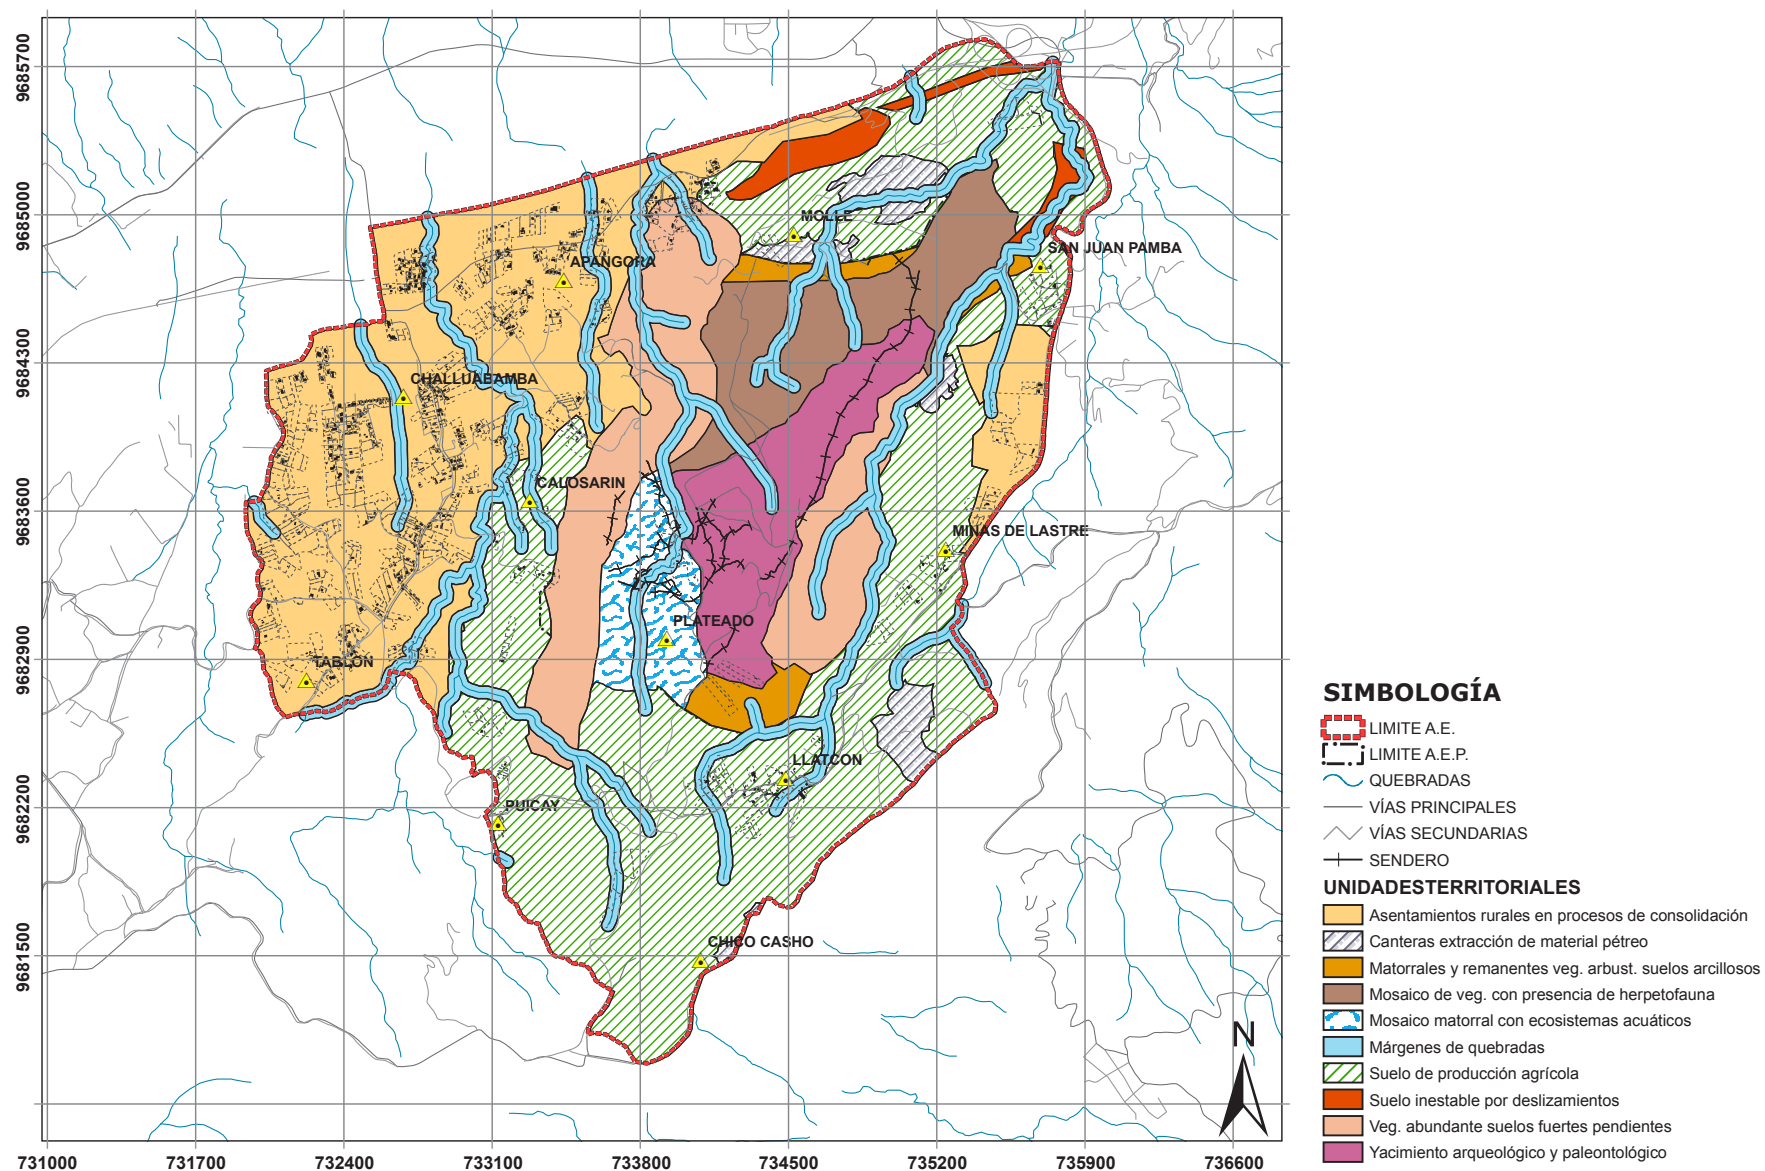 9685700
9685000
9684300
9683600
9682900
9682200
9681500
MOLLE
SAN JUAN PAMBA
APANGORA
CHALLUABAMBA
CALOSARIN
MINAS DE LASTRE
PLATEADO
TABLON
LLATCON
PUICAY
CHICO CASHO
731000 731700 732400 733100 733800 734500 735200 735900 736600
N
SIMBOLOGÍA
LIMITE A.E.
LIMITE A.E.P.
QUEBRADAS
VÍAS PRINCIPALES
VÍAS SECUNDARIAS
SENDERO
UNIDADESTERRITORIALES
Asentamientos rurales en procesos de consolidación
Canteras extracción de material pétreo
Matorrales y remanentes veg. arbust. suelos arcillosos
Mosaico de veg. con presencia de herpetofauna
Mosaico matorral con ecosistemas acuáticos
Márgenes de quebradas
Suelo de producción agrícola
Suelo inestable por deslizamientos
Veg. abundante suelos fuertes pendientes
Yacimiento arqueológico y paleontológico